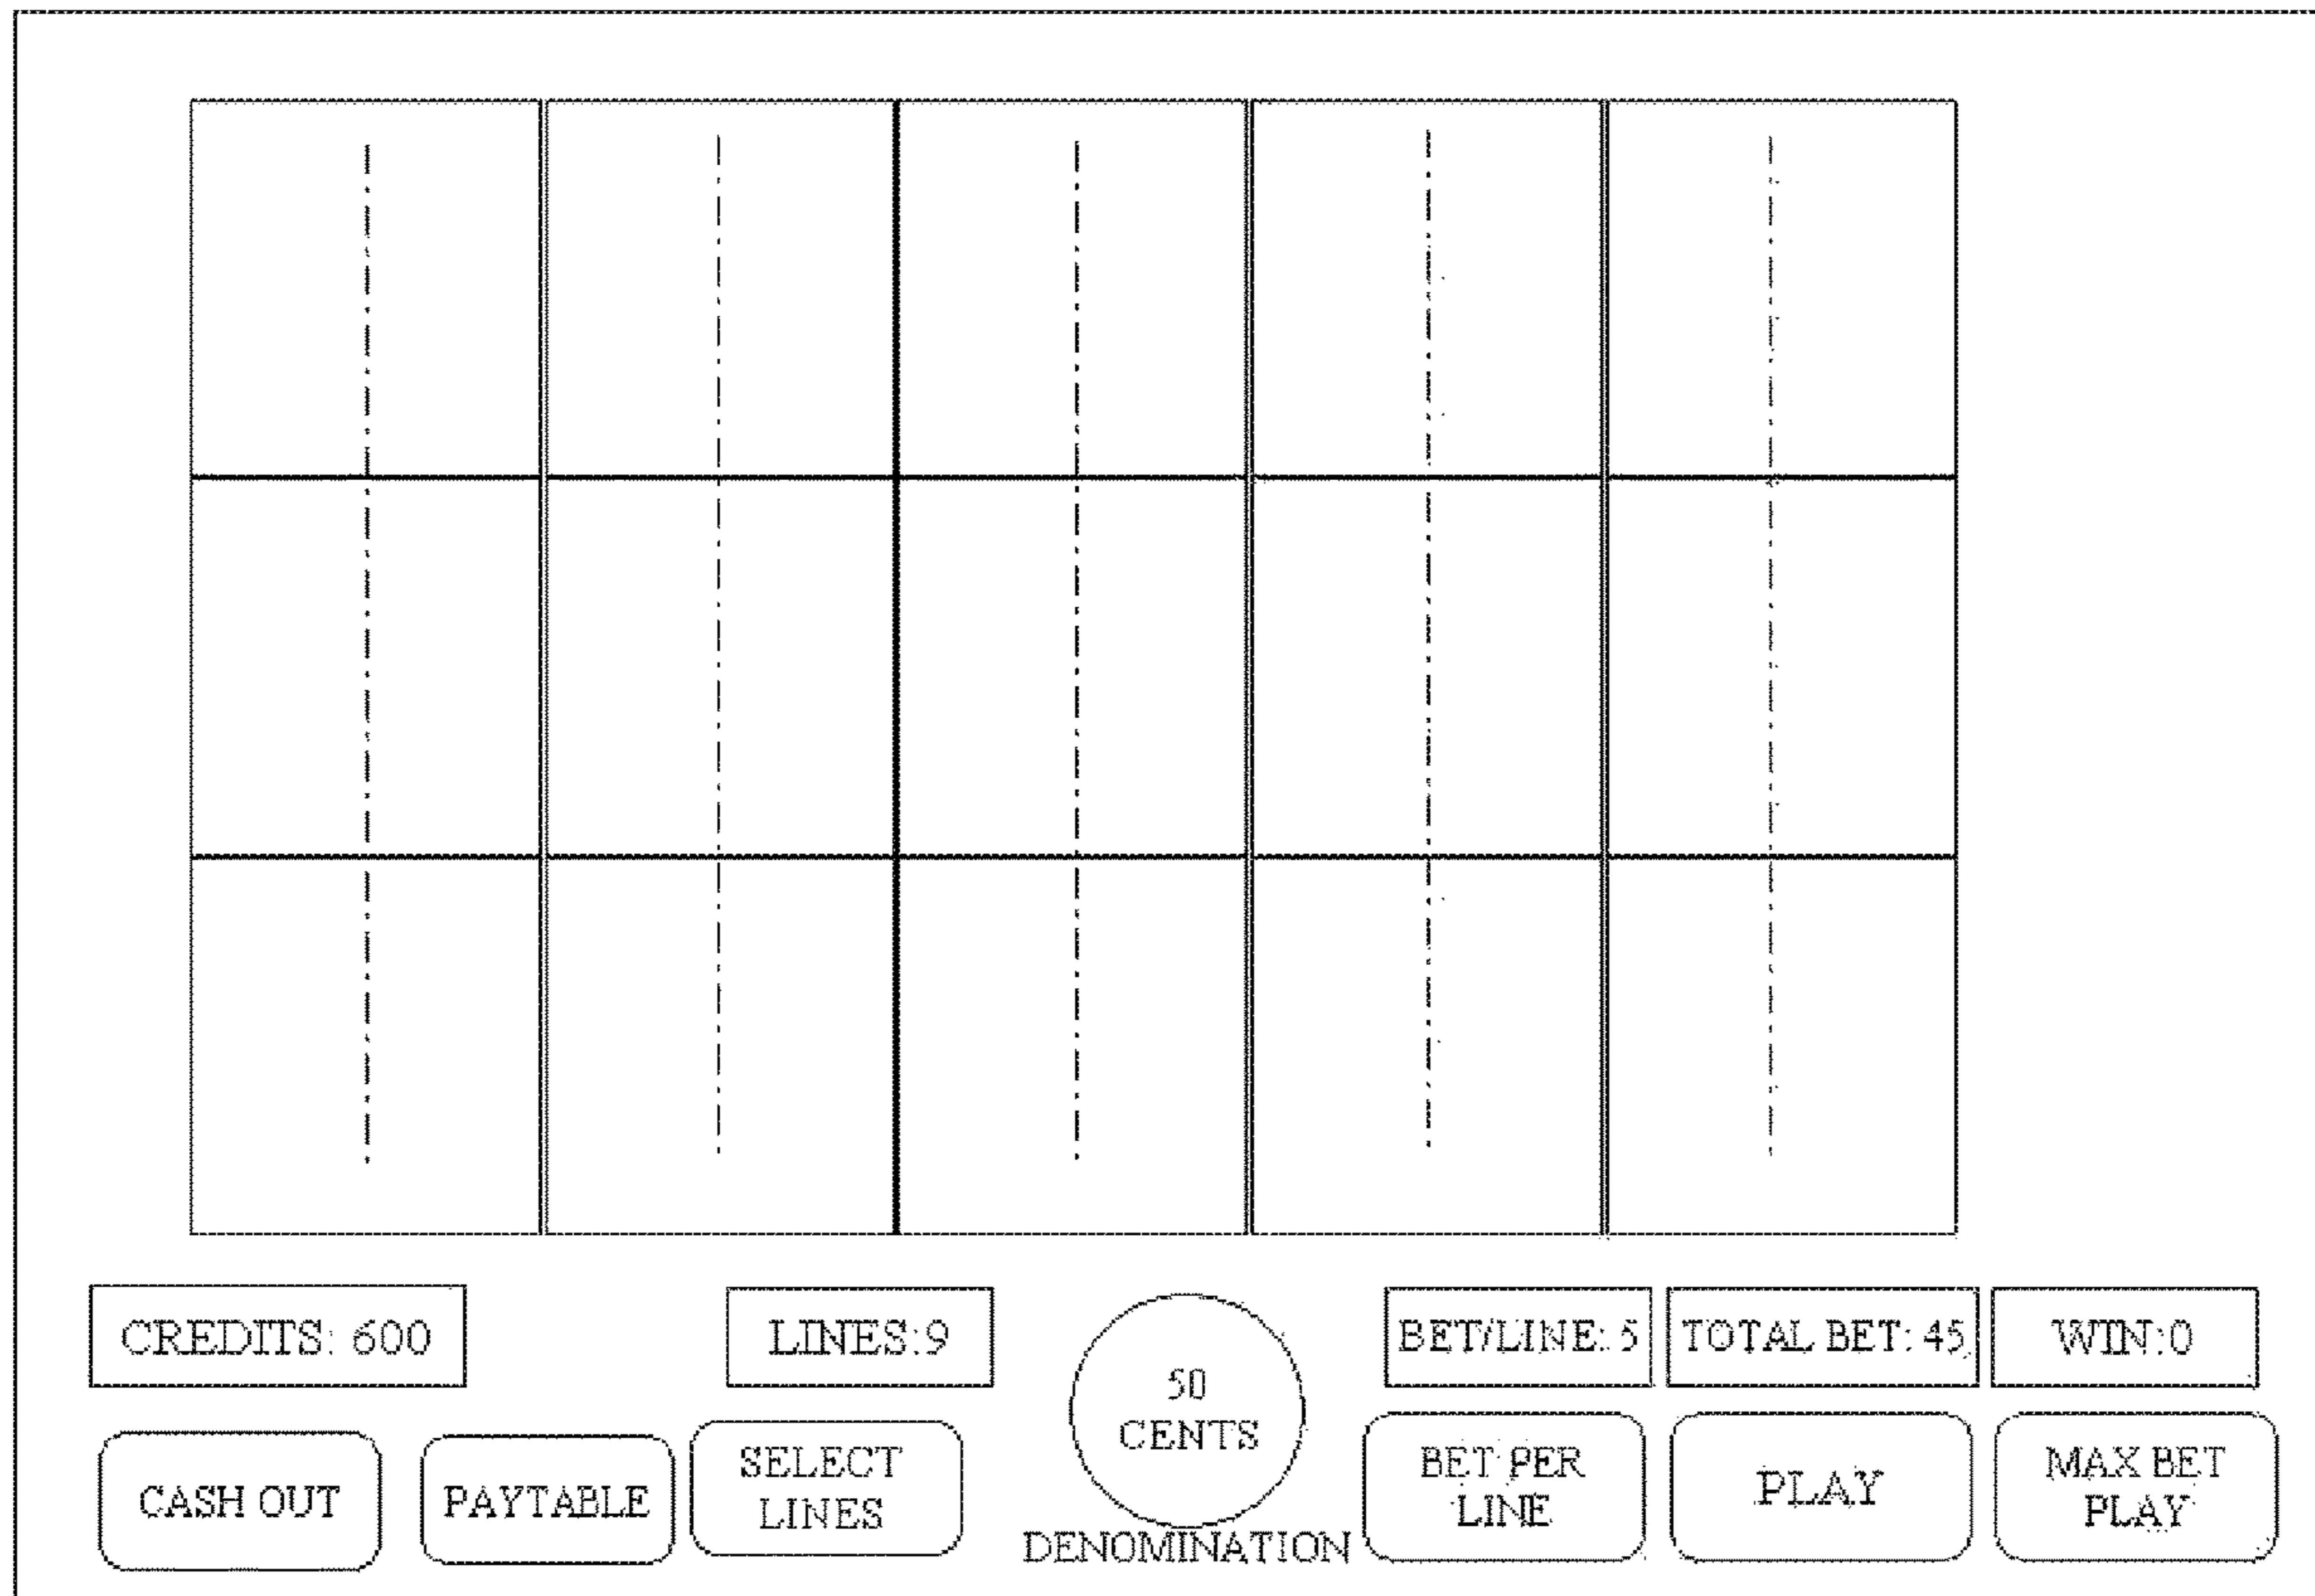 CREDITS: 600
LINES:9
50
CENTS
DENOMINATION
BET/LINE: 5
TOTAL BET: 45
WIN:0
CASH OUT
PAYTABLE
SELECT
LINES
BET PER
LINE
PLAY
MAX BET
PLAY